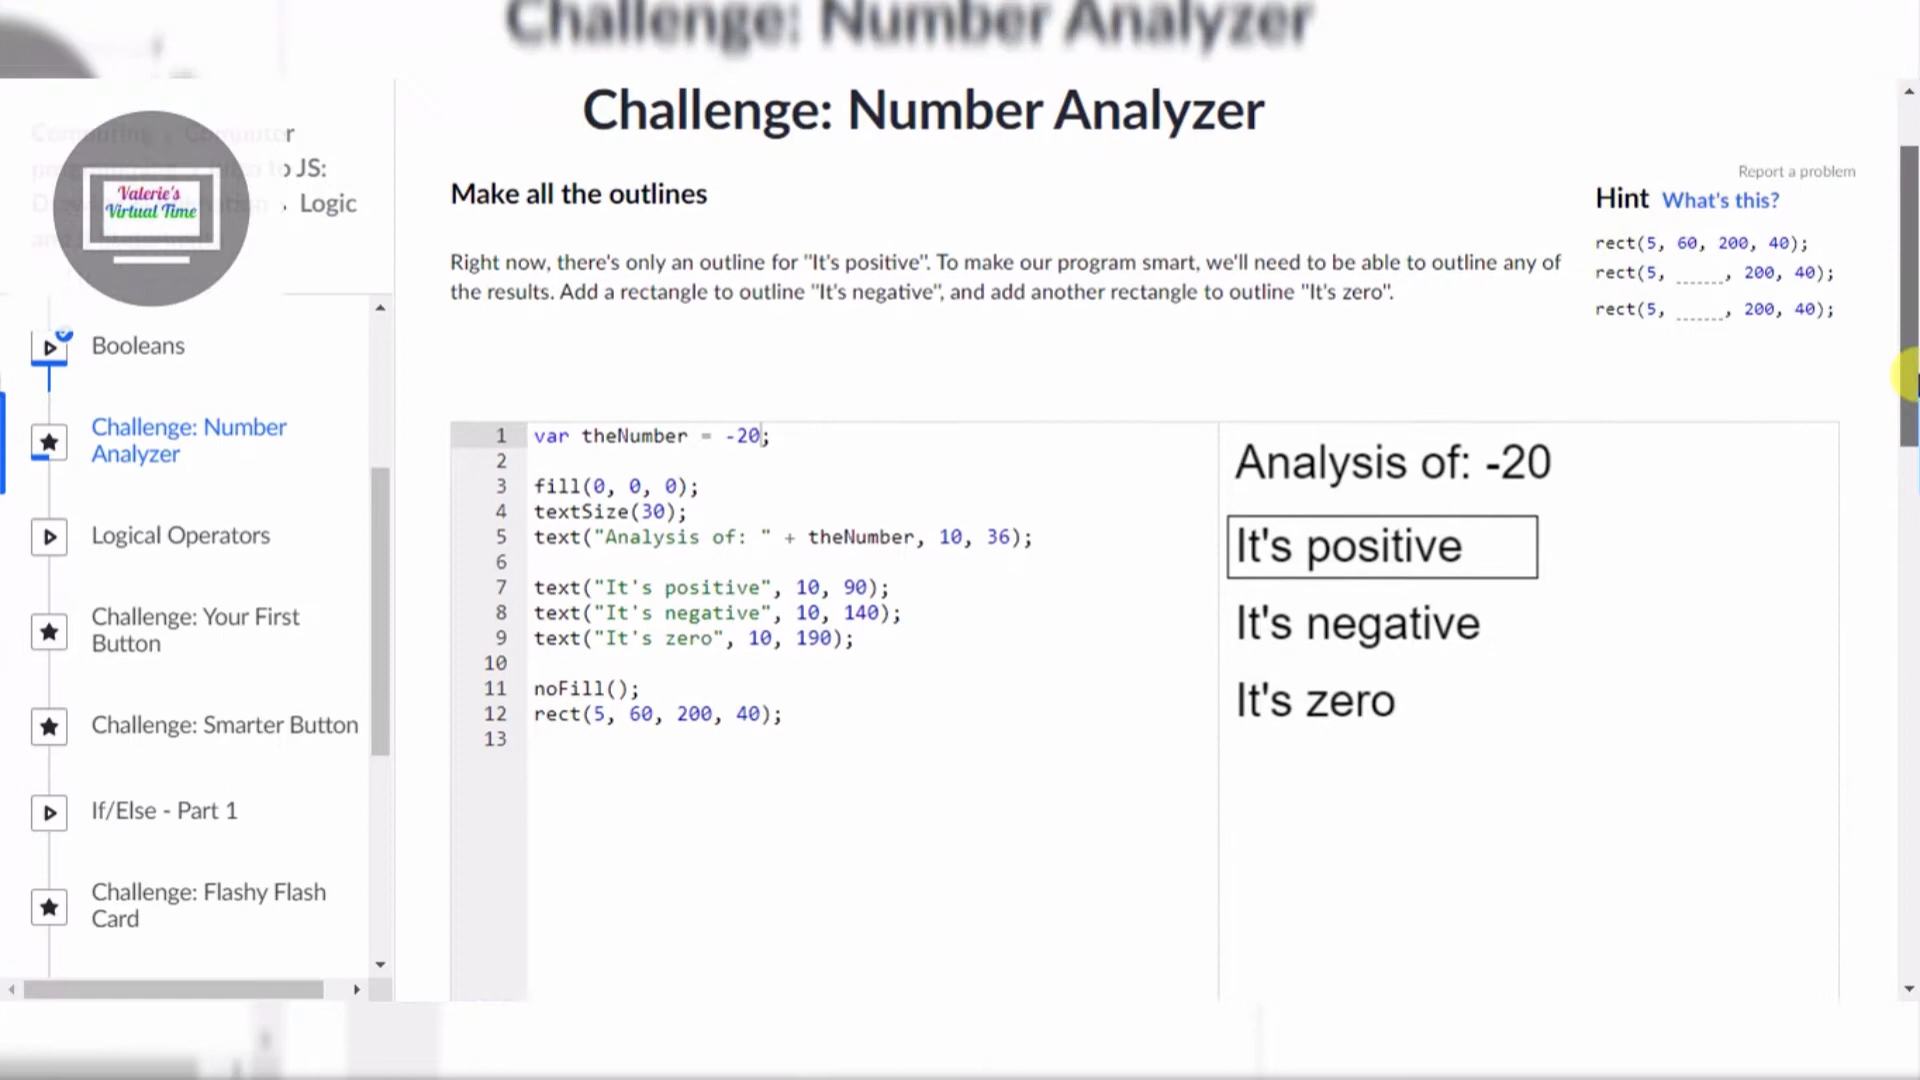 Challenge: Number Analyzer
Challenge: Number Analyzer
Valerie's
Virtual Time
JS:
Logic
Booleans
Challenge: Number
Analyzer
Logical Operators
Challenge: Your First
Button
Challenge: Smarter Button
If/Else - Part 1
Challenge: Flashy Flash
Card
Make all the outlines
Right now, there's only an outline for "It's positive". To make our program smart, we'll need to be able to outline any of
the results. Add a rectangle to outline "It's negative", and add another rectangle to outline "It's zero".
Report a problem
Hint What's this?
rect(5, 60, 200, 40);
rect(5, ______, 200, 40);
rect(5, ______, 200, 40);
1 var theNumber = -20;
2
3 fill(0, 0, 0);
4 textSize(30);
5 text("Analysis of: " + theNumber, 10, 36);
6
7 text("It's positive", 10, 90);
8 text("It's negative", 10, 140);
9 text("It's zero", 10, 190);
10
11 noFill();
12 rect(5, 60, 200, 40);
13
Analysis of: -20
It's positive
It's negative
It's zero